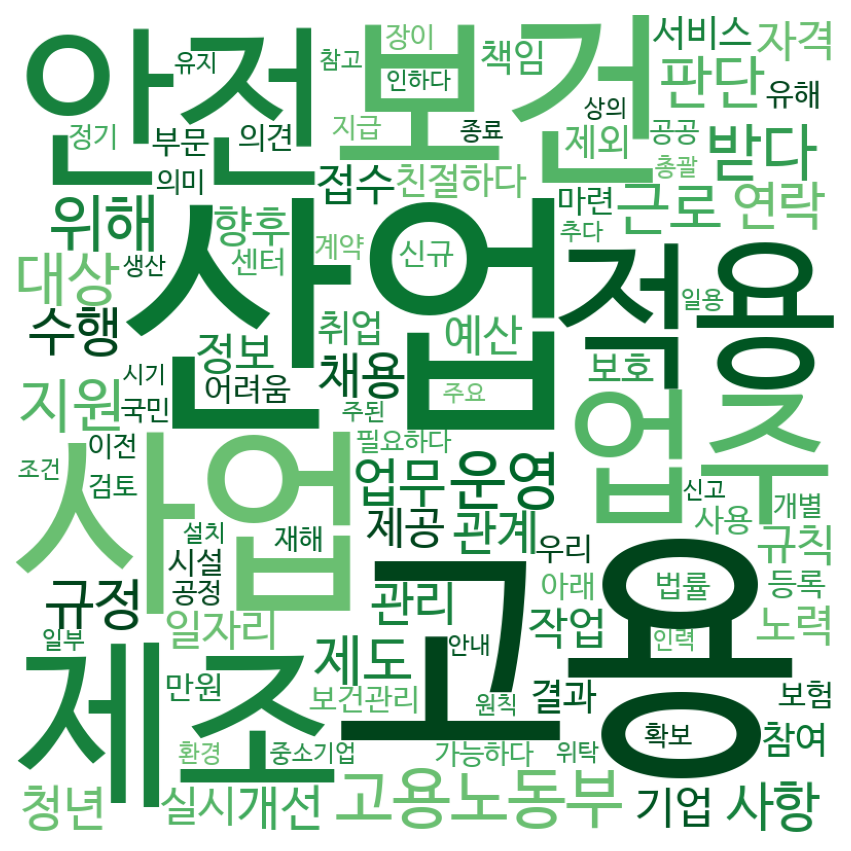 안전
보건
유지
참고
장이
인하다
책임
서비스
자격
정기
부문
의견
지급
종료
상의
판단
유해
의미
접수
친절하다
제외
공공
총괄
받다
위해
향후
산업
계약
신규
마련
추다
근로
연락
대상
생산
센터
적용
일용
수행
정보
취업
예산
보호
시기
어려움
채용
주요
지원
국민
주된
사업
이전
필요하다
업주
조건
검토
업무
운영
신고
개별
설치
재해
제공
관계
사용
규칙
시설
우리
규정
공정
관리
고용
아래
법률
등록
일자리
작업
노력
일부
제도
안내
인력
제조
만원
보건관리
원칙
결과
보험
환경
중소기업
가능하다
위탁
확보
참여
청년
실시
개선
고용노동부
기업
사항